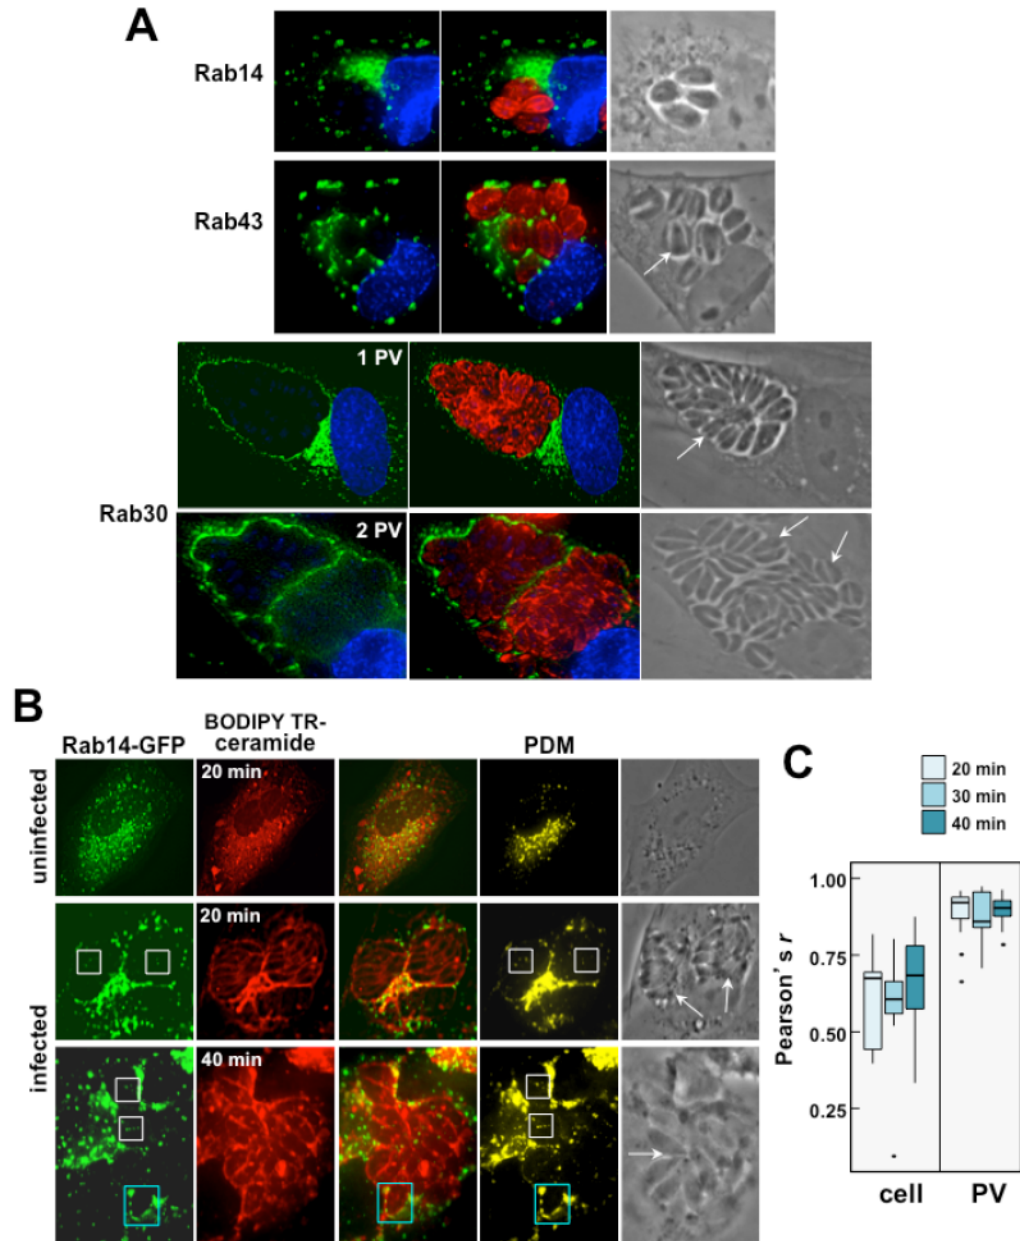 A
Rab14
Rab43
1 PV
Rab30
2 PV
B
Rab14-GFP
BODIPY TR-
ceramide
PDM
uninfected
20 min
infected
20 min
40 min
C
20 min
30 min
40 min
Pearson' s r
1.00
0.75
0.50
0.25
cell
PV